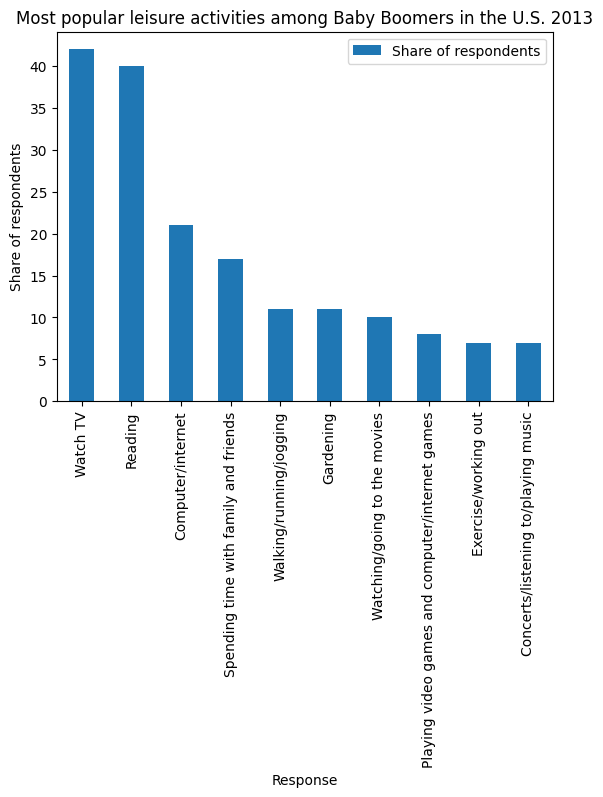 Most popular leisure activities among Baby Boomers in the U.S. 2013
Share of respondents
Share of respondents
40
35
30
25
20
15
10
5
0
Watch TV
Reading
Computer/internet
Spending time with family and friends
Walking/running/jogging
Gardening
Watching/going to the movies
Playing video games and computer/internet games
Exercise/working out
Concerts/listening to/playing music
Response